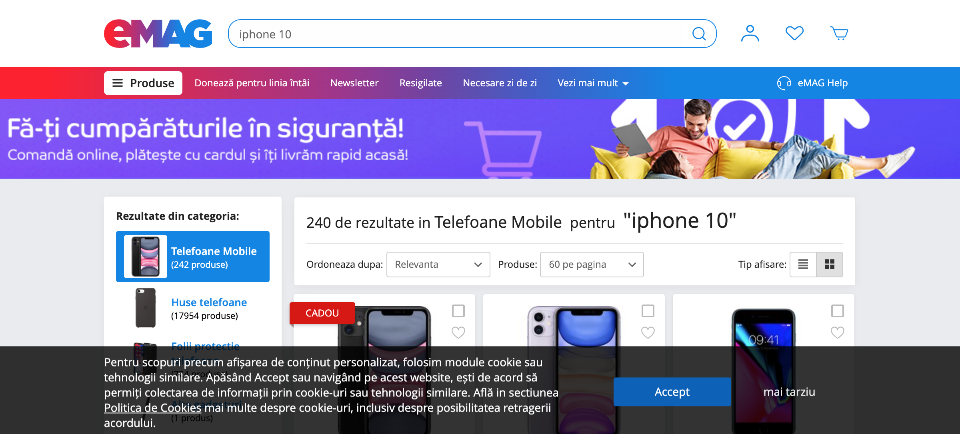 eMAG
iphone 10
Produse
Donează pentru linia întâi
Newsletter
Resigilate
Necesare zi de zi
Vezi mai mult
eMAG Help
Fă-ți cumpărăturile în siguranță!
Comandă online, plătește cu cardul și îți livrăm rapid acasă!
Rezultate din categoria:
Telefoane Mobile
(242 produse)
Huse telefoane
(17954 produse)
Folii protectie
240 de rezultate in Telefoane Mobile pentru "iphone 10"
Ordoneaza dupa:
Relevanta
Produse:
60 pe pagina
Tip afisare:
CADOU
09:41
Pentru scopuri precum afișarea de conținut personalizat, folosim module cookie sau
tehnologii similare. Apăsând Accept sau navigând pe acest website, ești de acord să
permiți colectarea de informații prin cookie-uri sau tehnologii similare. Află in sectiunea
Politica de Cookies mai multe despre cookie-uri, inclusiv despre posibilitatea retragerii
acordului.
Accept
mai tarziu